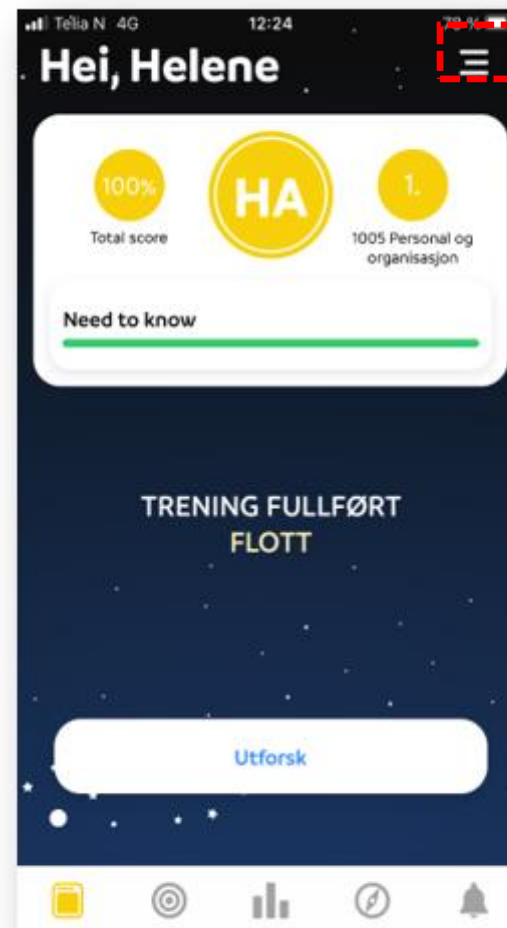 Telia N 4G 12:24 78 %
Hei, Helene
100%
HA
1.
Total score
1005 Personal og
organisasjon
Need to know
TRENING FULLFØRT
FLOTT
Utforsk